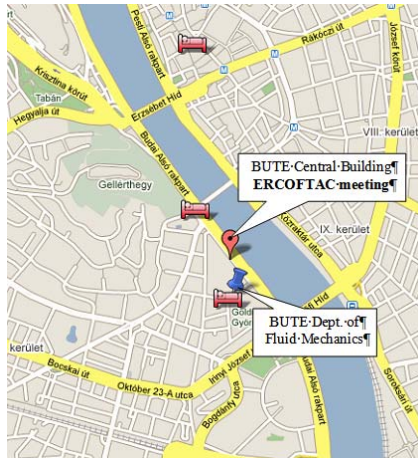 Pesti Alsó rakpart
Rákóczi út
József körút
Krisztina körút
Tabán
Hegyalja út
Erzsébet Híd
Budai Alsó rakpart
VIII. kerület
BUTE·Central·Building¶
ERCOFTAC·meeting¶
Gellérthegy
Közraktár utca
IX. kerület
Híd
BUTE·Dept.·of¶
Fluid·Mechanics¶
kerület
Bocskai út
Október 23-A utca
Irinyi József
Budai Alsó rakpart
Soroksári út
Bogdánfy utca